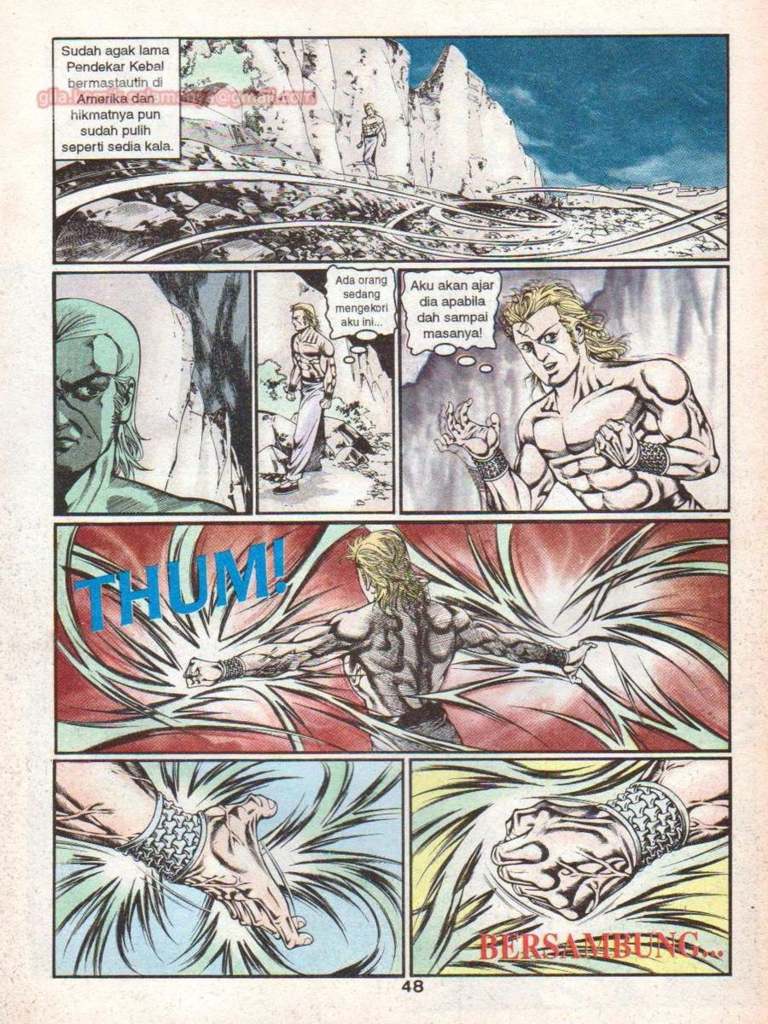 Sudah agak lama
Pendekar Kebal
bermastautin di
Amerika dan
hikmatnya pun
sudah pulih
seperti sedia kala.
Ada orang
sedang
mengekori
aku ini...
Aku akan ajar
dia apabila
dah sampai
masanya!
THUM!
BERSAMBUNG...
48